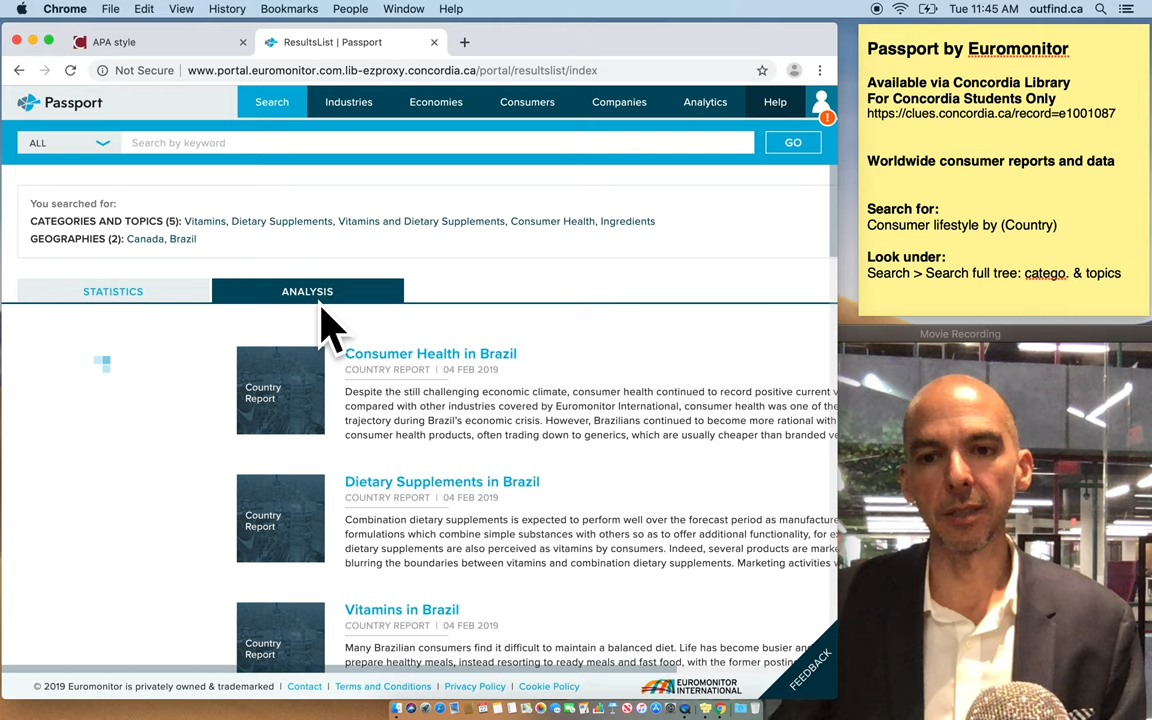 Chrome File Edit View History Bookmarks People Window Help Tue 11:45 AM outfind.ca
APA style
ResultsList | Passport
Not Secure | www.portal.euromonitor.com.lib-ezproxy.concordia.ca/portal/resultslist/index
Passport Search Industries Economies Consumers Companies Analytics Help
!
ALL Search by keyword GO
You searched for:
CATEGORIES AND TOPICS (5): Vitamins, Dietary Supplements, Vitamins and Dietary Supplements, Consumer Health, Ingredients
GEOGRAPHIES (2): Canada, Brazil
STATISTICS ANALYSIS
Country
Report
Consumer Health in Brazil
COUNTRY REPORT | 04 FEB 2019
Despite the still challenging economic climate, consumer health continued to record positive current v
compared with other industries covered by Euromonitor International, consumer health was one of the
trajectory during Brazil's economic crisis. However, Brazilians continued to become more rational with
consumer health products, often trading down to generics, which are usually cheaper than branded ve
Country
Report
Dietary Supplements in Brazil
COUNTRY REPORT | 04 FEB 2019
Combination dietary supplements is expected to perform well over the forecast period as manufacture
formulations which combine simple substances with others so as to offer additional functionality, for e
dietary supplements are also perceived as vitamins by consumers. Indeed, several products are marke
blurring the boundaries between vitamins and combination dietary supplements. Marketing activities
Country
Report
Vitamins in Brazil
COUNTRY REPORT | 04 FEB 2019
Many Brazilian consumers find it difficult to maintain a balanced diet. Life has become busier an
prepare healthy meals, instead resorting to ready meals and fast food, with the former postin
FEEDBACK
© 2019 Euromonitor is privately owned & trademarked | Contact | Terms and Conditions | Privacy Policy | Cookie Policy
EUROMONITOR
INTERNATIONAL
Passport by Euromonitor
Available via Concordia Library
For Concordia Students Only
https://clues.concordia.ca/record=e1001087
Worldwide consumer reports and data
Search for:
Consumer lifestyle by (Country)
Look under:
Search > Search full tree: catego. & topics
Movie Recording